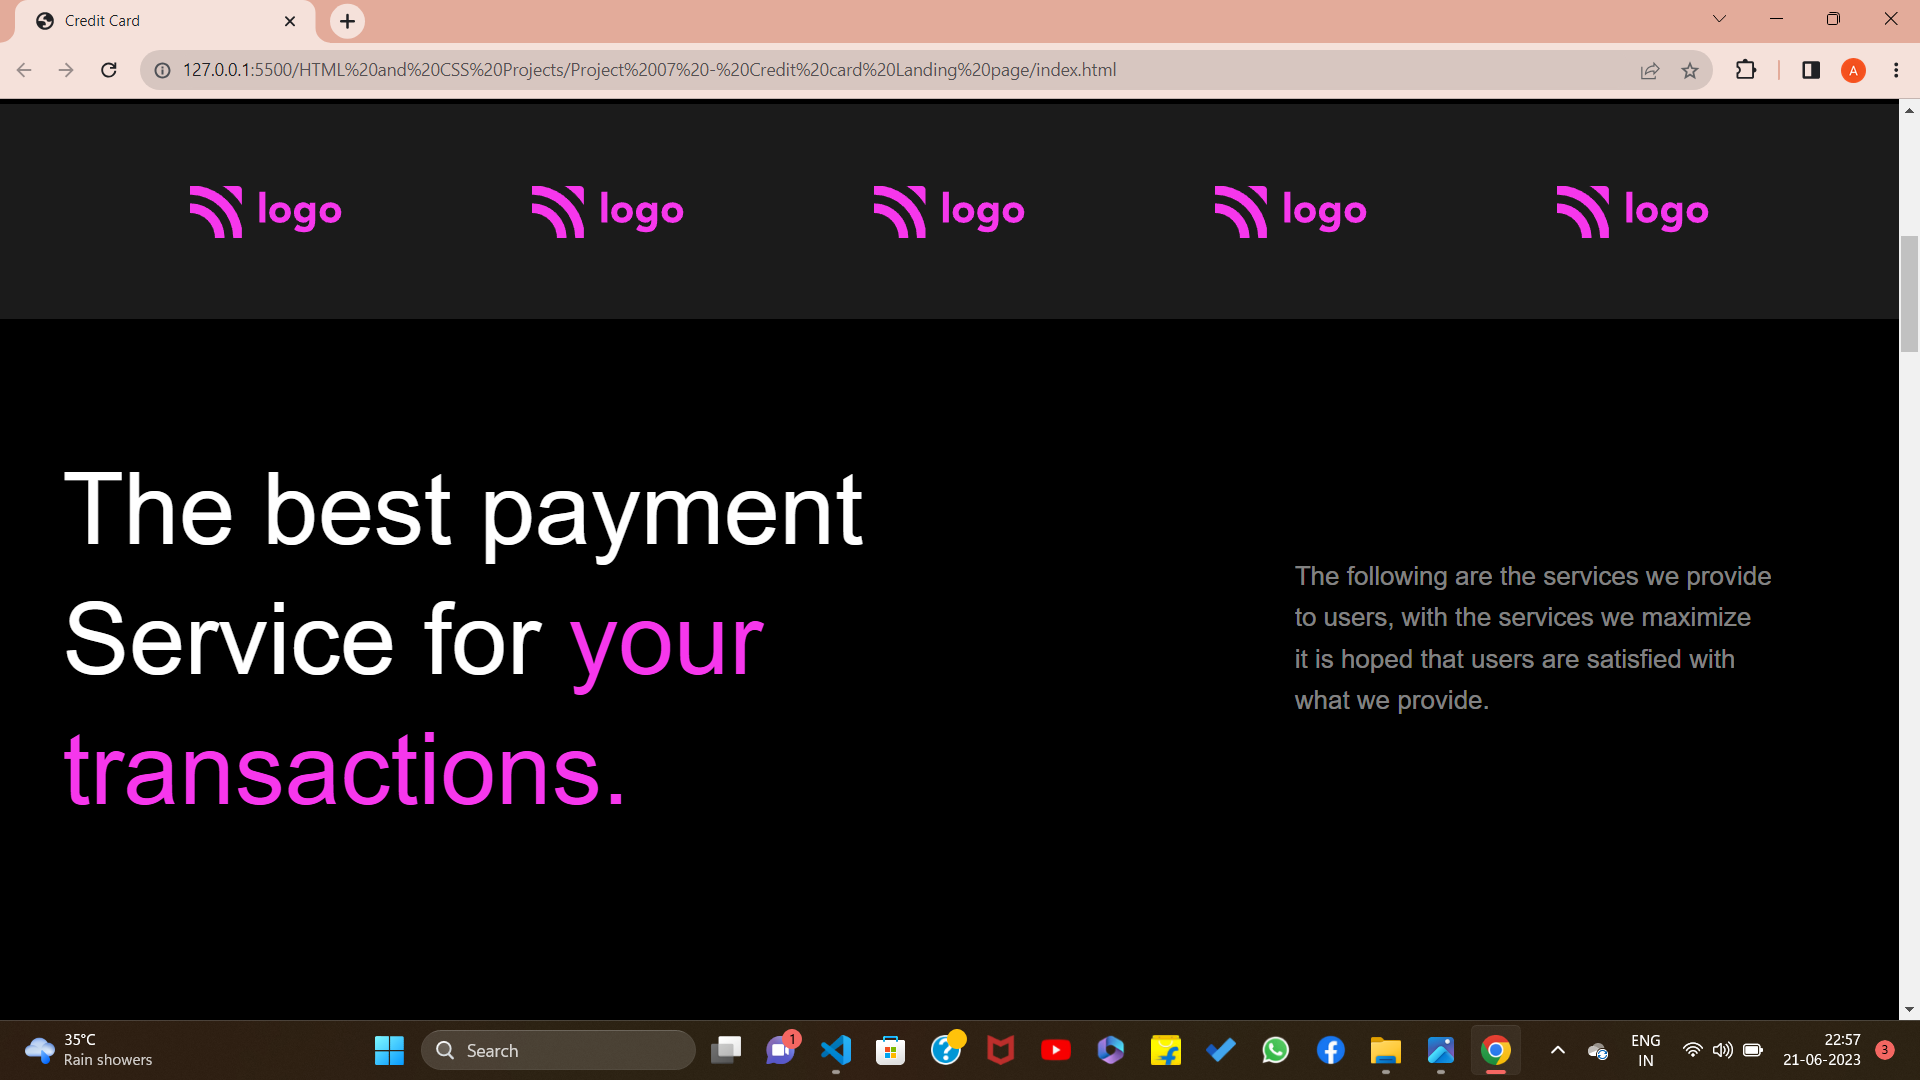 Credit Card
127.0.0.1:5500/HTML%20and%20CSS%20Projects/Project%2007%20-%20Credit%20card%20Landing%20page/index.html
A
logo logo logo logo logo
The best payment
Service for your
transactions.
The following are the services we provide
to users, with the services we maximize
it is hoped that users are satisfied with
what we provide.
35°C
Rain showers
Search
1
ENG
IN
22:57
21-06-2023
3